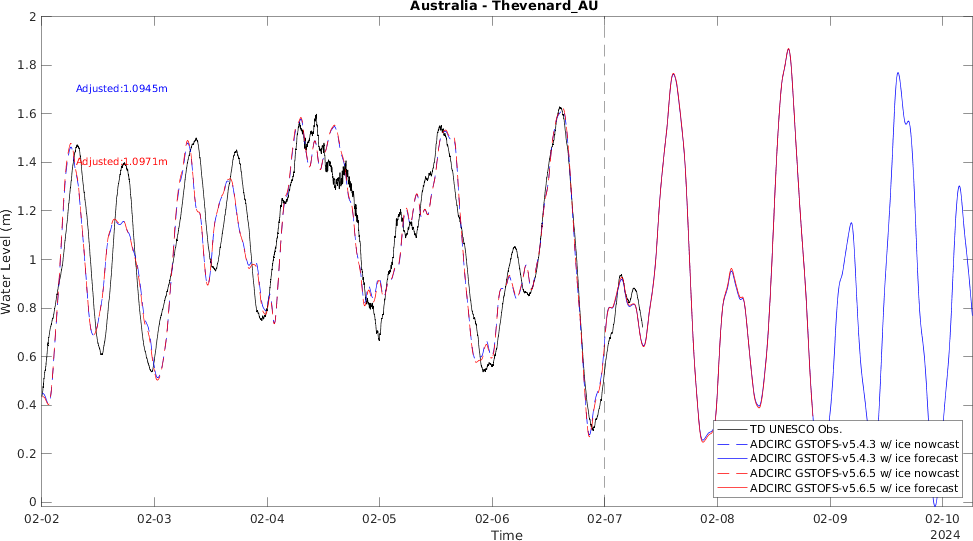 Australia - Thevenard_AU
2
1.8
1.6
1.4
1.2
1
0.8
0.6
0.4
0.2
0
Water Level (m)
Adjusted:1.0945m
Adjusted:1.0971m
TD UNESCO Obs.
ADCIRC GSTOFS-v5.4.3 w/ ice nowcast
ADCIRC GSTOFS-v5.4.3 w/ ice forecast
ADCIRC GSTOFS-v5.6.5 w/ ice nowcast
ADCIRC GSTOFS-v5.6.5 w/ ice forecast
02-02 02-03 02-04 02-05 02-06 02-07 02-08 02-09 02-10
Time
2024